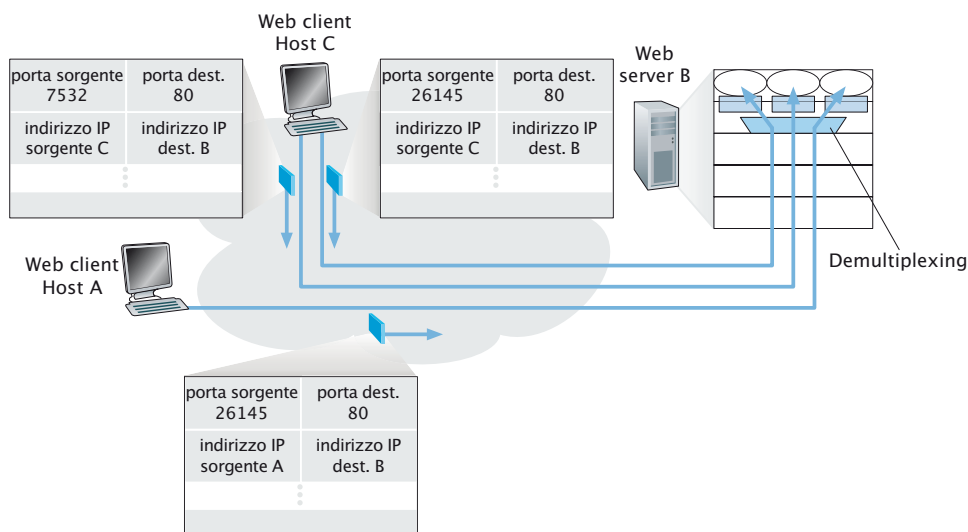 Web client
Host C
porta sorgente
7532
porta dest.
80
indirizzo IP
sorgente C
indirizzo IP
dest. B
porta sorgente
26145
porta dest.
80
indirizzo IP
sorgente C
indirizzo IP
dest. B
Web
server B
Demultiplexing
Web client
Host A
porta sorgente
26145
porta dest.
80
indirizzo IP
sorgente A
indirizzo IP
dest. B